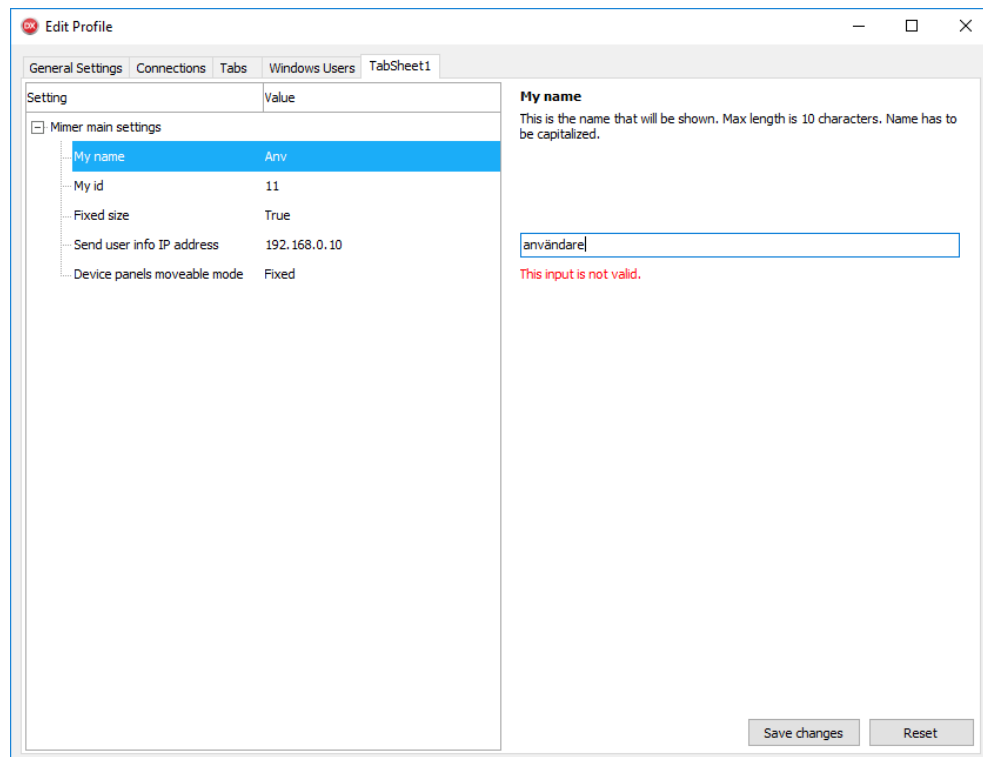 DX Edit Profile
General Settings Connections Tabs Windows Users TabSheet1
Setting Value
Mimer main settings
My name Anv
My id 11
Fixed size True
Send user info IP address 192.168.0.10
Device panels moveable mode Fixed
My name
This is the name that will be shown. Max length is 10 characters. Name has to
be capitalized.
användare
This input is not valid.
Save changes Reset